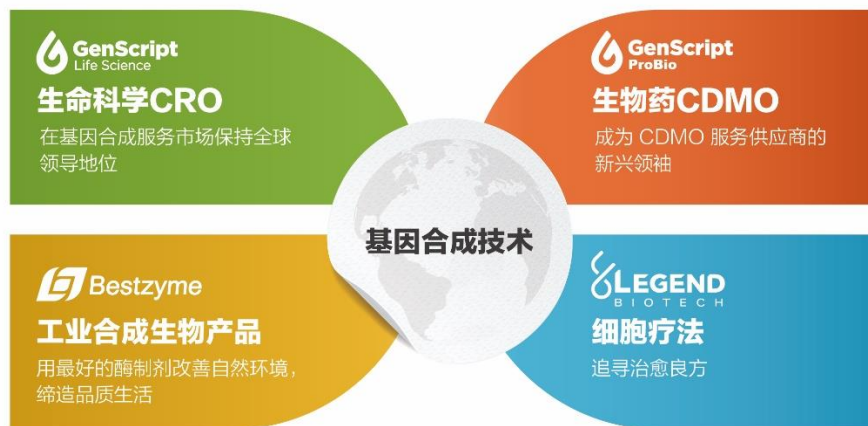 GenScript
Life Science
生命科学CRO
在基因合成服务市场保持全球
领导地位
GenScript
ProBio
生物药CDMO
成为 CDMO 服务供应商的
新兴领袖
基因合成技术
Bestzyme
工业合成生物产品
用最好的酶制剂改善自然环境，
缔造品质生活
LEGEND
BIOTECH
细胞疗法
追寻治愈良方